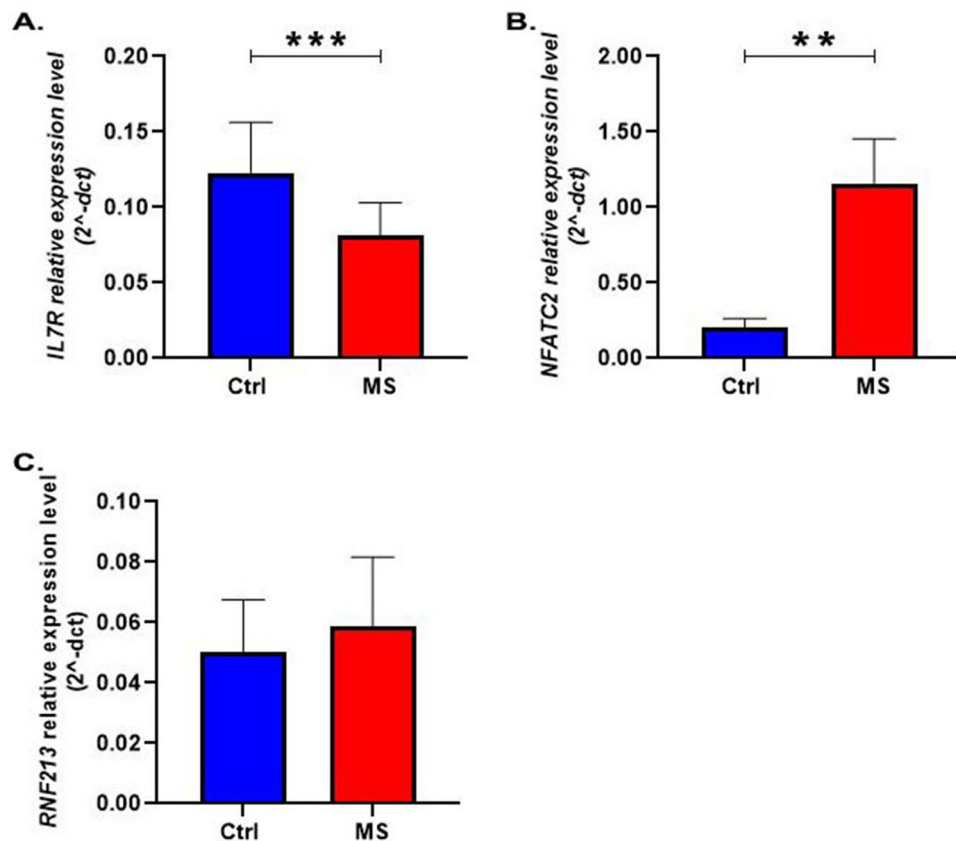 A.
***
IL7R relative expression level
(2^-dct)
0.20
0.15
0.10
0.05
0.00
Ctrl MS
B.
**
NFATC2 relative expression level
(2^-dct)
2.00
1.50
1.00
0.50
0.00
Ctrl MS
C.
RNF213 relative expression level
(2^-dct)
0.10
0.08
0.06
0.04
0.02
0.00
Ctrl MS